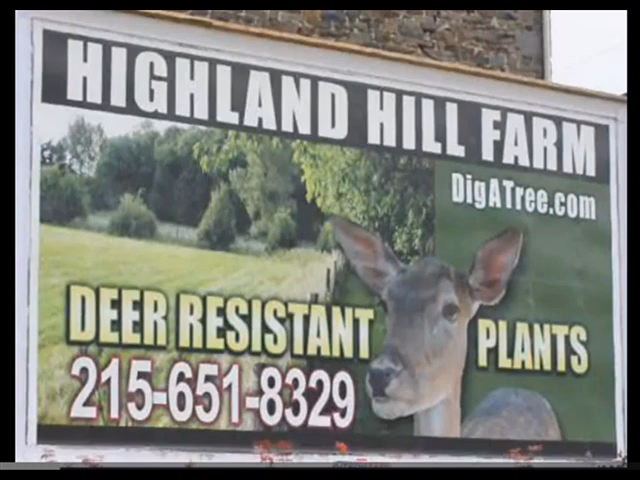 HIGHLAND HILL FARM
DigATree.com
DEER RESISTANT PLANTS
215-651-8329